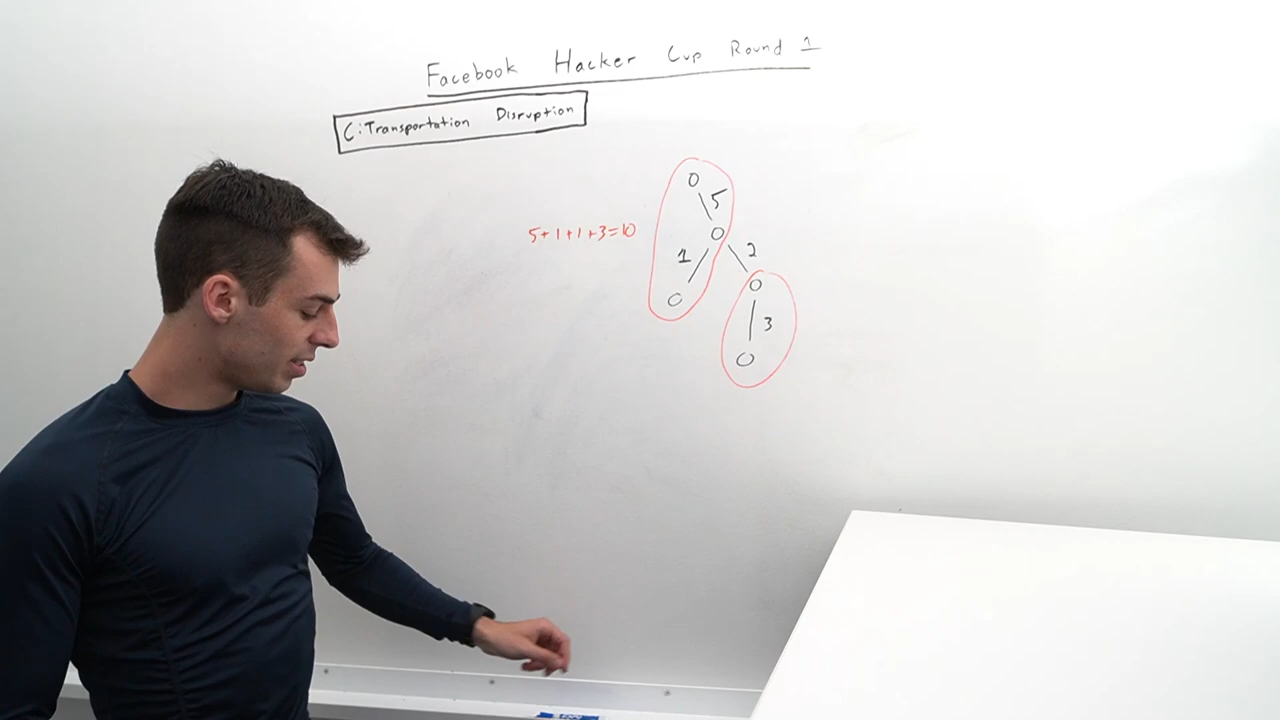 Facebook Hacker Cup Round 1
C: Transportation Disruption
O
5
5+1+1+3=10
O
1
2
O
O
3
O